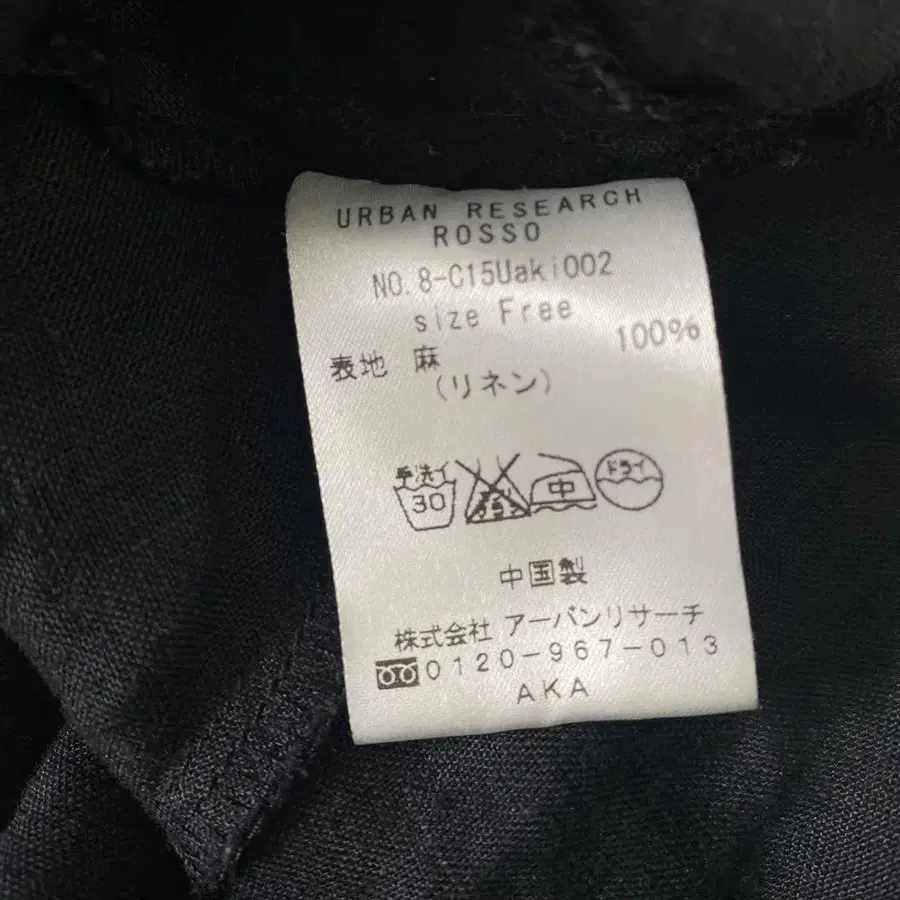 URBAN RESEARCH
ROSSO
NO.8-C15Uaki002
size Free
表地 麻 100%
(リネン)
手洗イ
30
中
ドライ
中国製
株式会社 アーバンリサーチ
0120-967-013
AKA